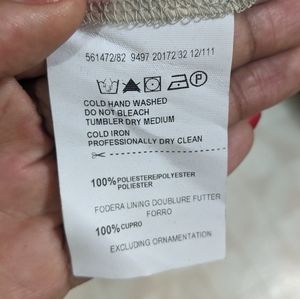 561472/82 9497 20172 32 12/111
P
COLD HAND WASHED
DO NOT BLEACH
TUMBLER DRY MEDIUM
COLD IRON
PROFESSIONALLY DRY CLEAN
100% POLIESTERE/POLYESTER
POLIESTER
FODERA LINING DOUBLURE FUTTER
FORRO
100% CUPRO
EXCLUDING ORNAMENTATION